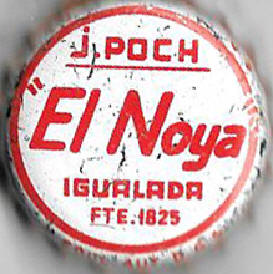 j. POCH
"El Noya"
IGUALADA
FTE. 1825